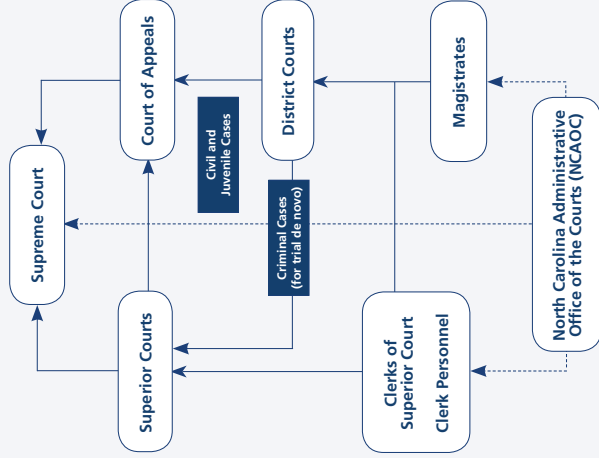 Supreme Court
Court of Appeals
Superior Courts
Civil and
Juvenile Cases
District Courts
Criminal Cases
(for trial de novo)
Clerks of
Superior Court
Clerk Personnel
Magistrates
North Carolina Administrative
Office of the Courts (NCAOC)